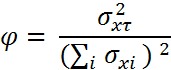 φ = σ²ₓτ / (∑ᵢ σₓᵢ)²